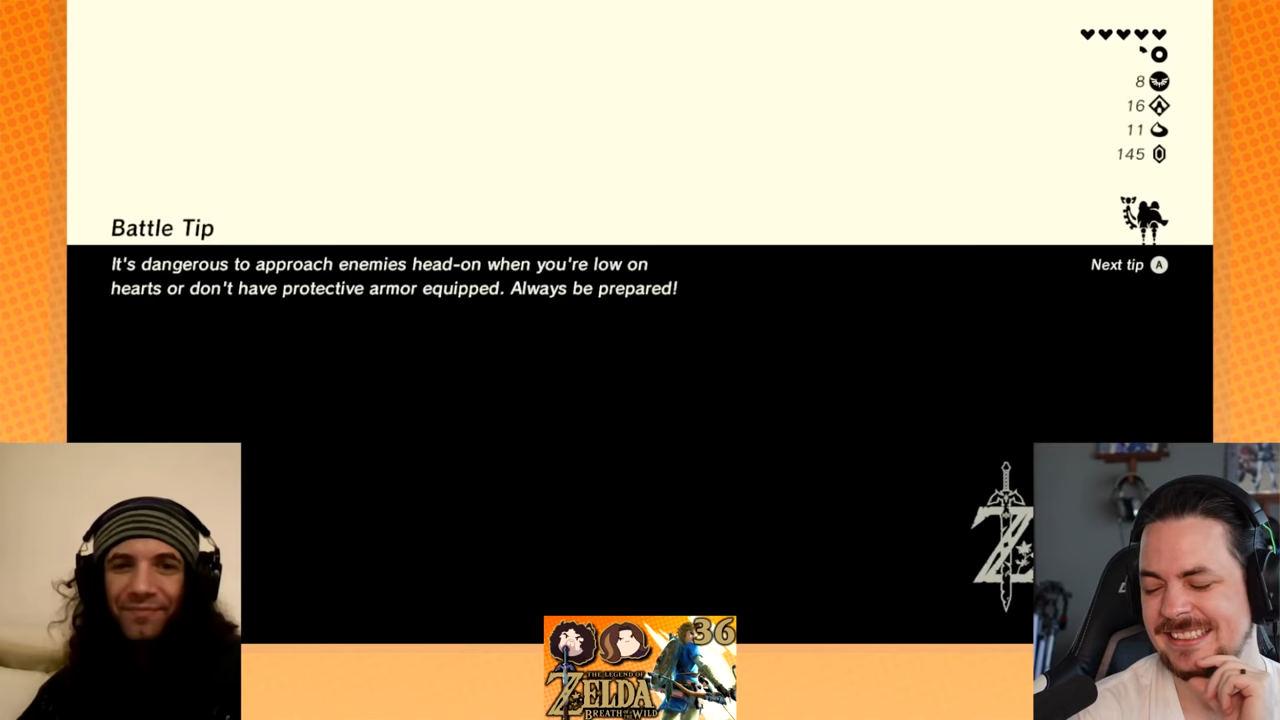 8
16
11
145
Battle Tip
It's dangerous to approach enemies head-on when you're low on
hearts or don't have protective armor equipped. Always be prepared!
Next tip A
Z
36
THE LEGEND OF
ZELDA
BREATH OF THE WILD